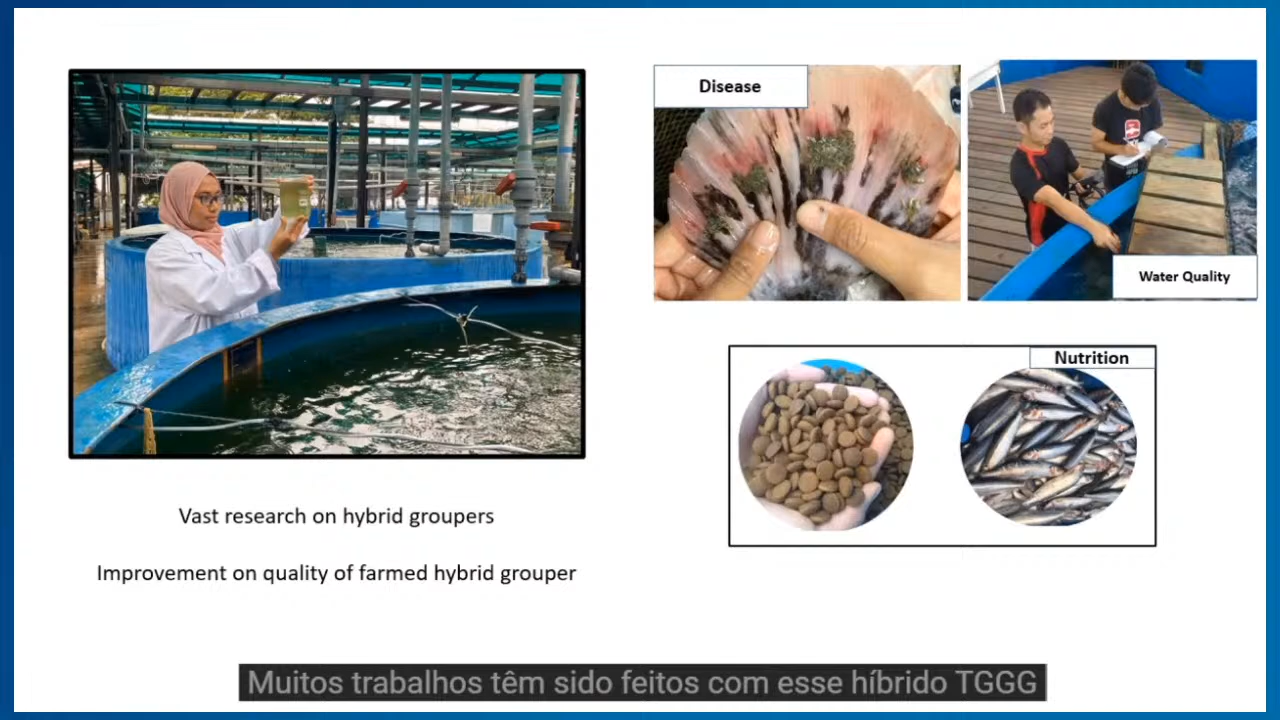 Disease
Water Quality
Nutrition
Vast research on hybrid groupers
Improvement on quality of farmed hybrid grouper
Muitos trabalhos têm sido feitos com esse híbrido TGGG